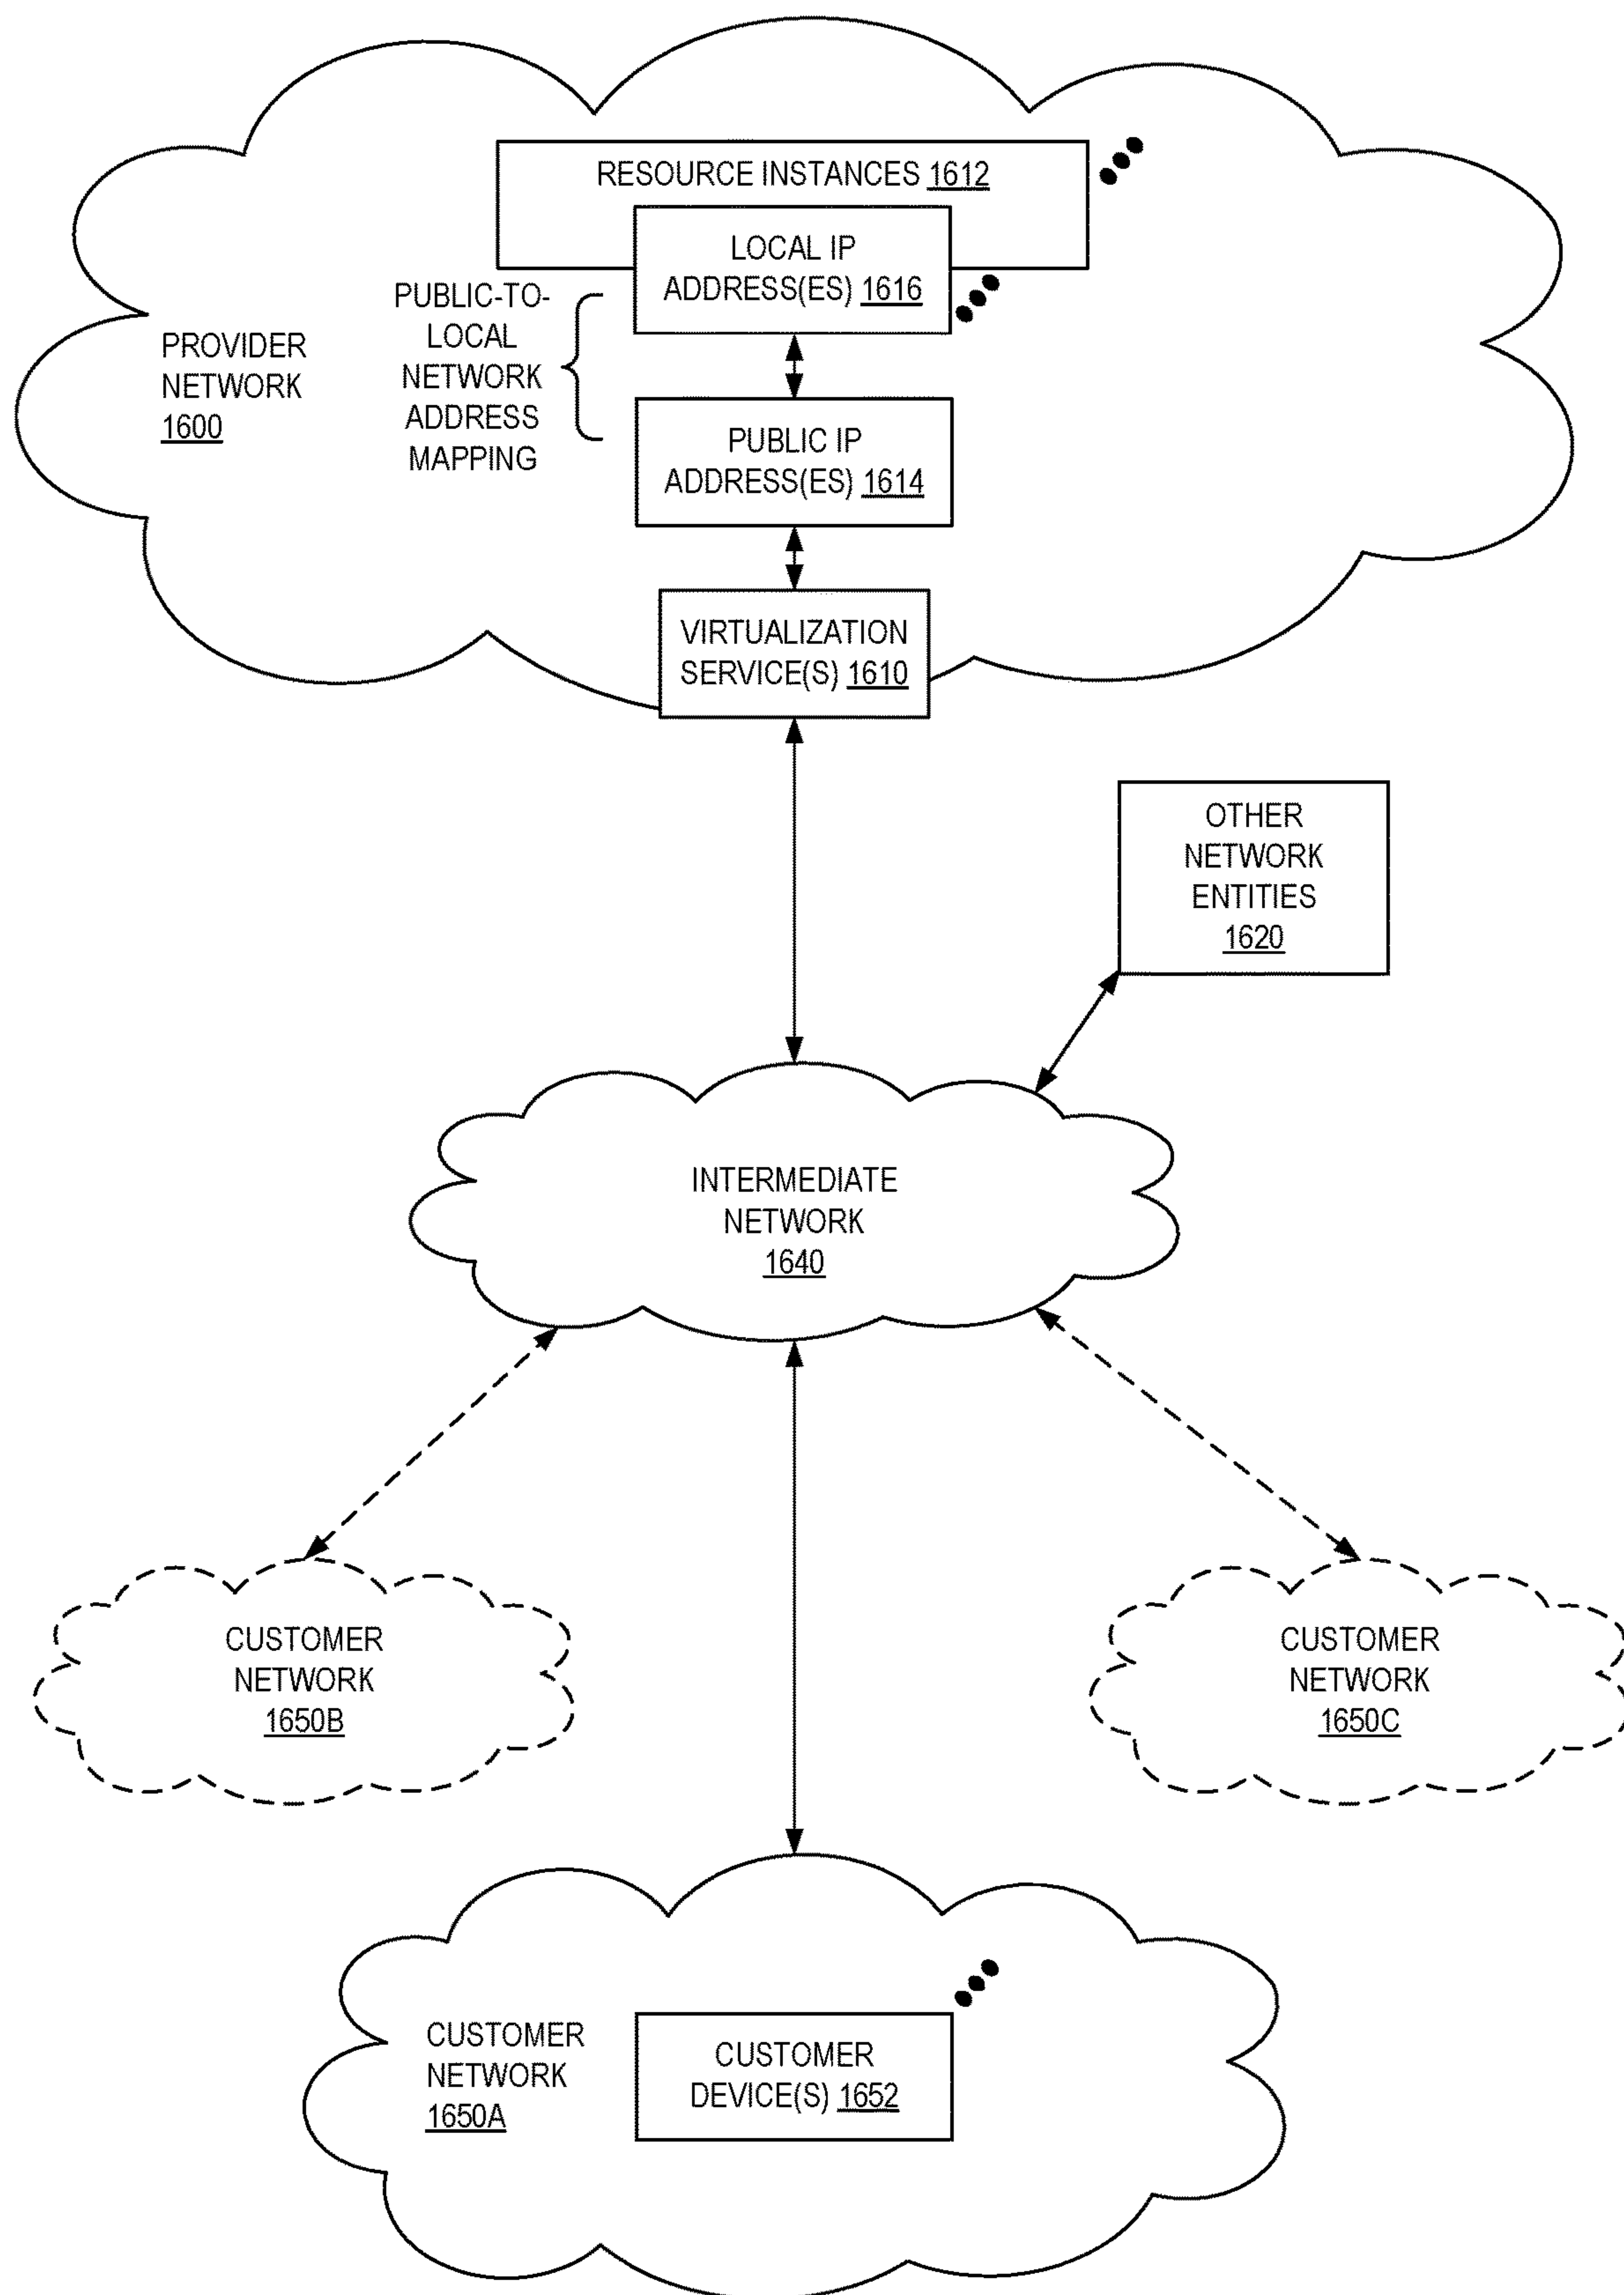 RESOURCE INSTANCES 1612
LOCAL IP
ADDRESS(ES) 1616
PUBLIC-TO-
LOCAL
NETWORK
ADDRESS
MAPPING
PROVIDER
NETWORK
1600
PUBLIC IP
ADDRESS(ES) 1614
VIRTUALIZATION
SERVICE(S) 1610
OTHER
NETWORK
ENTITIES
1620
INTERMEDIATE
NETWORK
1640
CUSTOMER
NETWORK
1650B
CUSTOMER
NETWORK
1650C
CUSTOMER
NETWORK
1650A
CUSTOMER
DEVICE(S) 1652